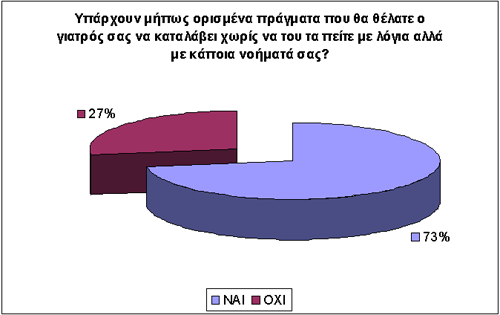 Υπάρχουν μήπως ορισμένα πράγματα που θα θέλατε ο
γιατρός σας να καταλάβει χωρίς να του τα πείτε με λόγια αλλά
με κάποια νοήματά σας?
27%
73%
ΝΑΙ ΟΧΙ